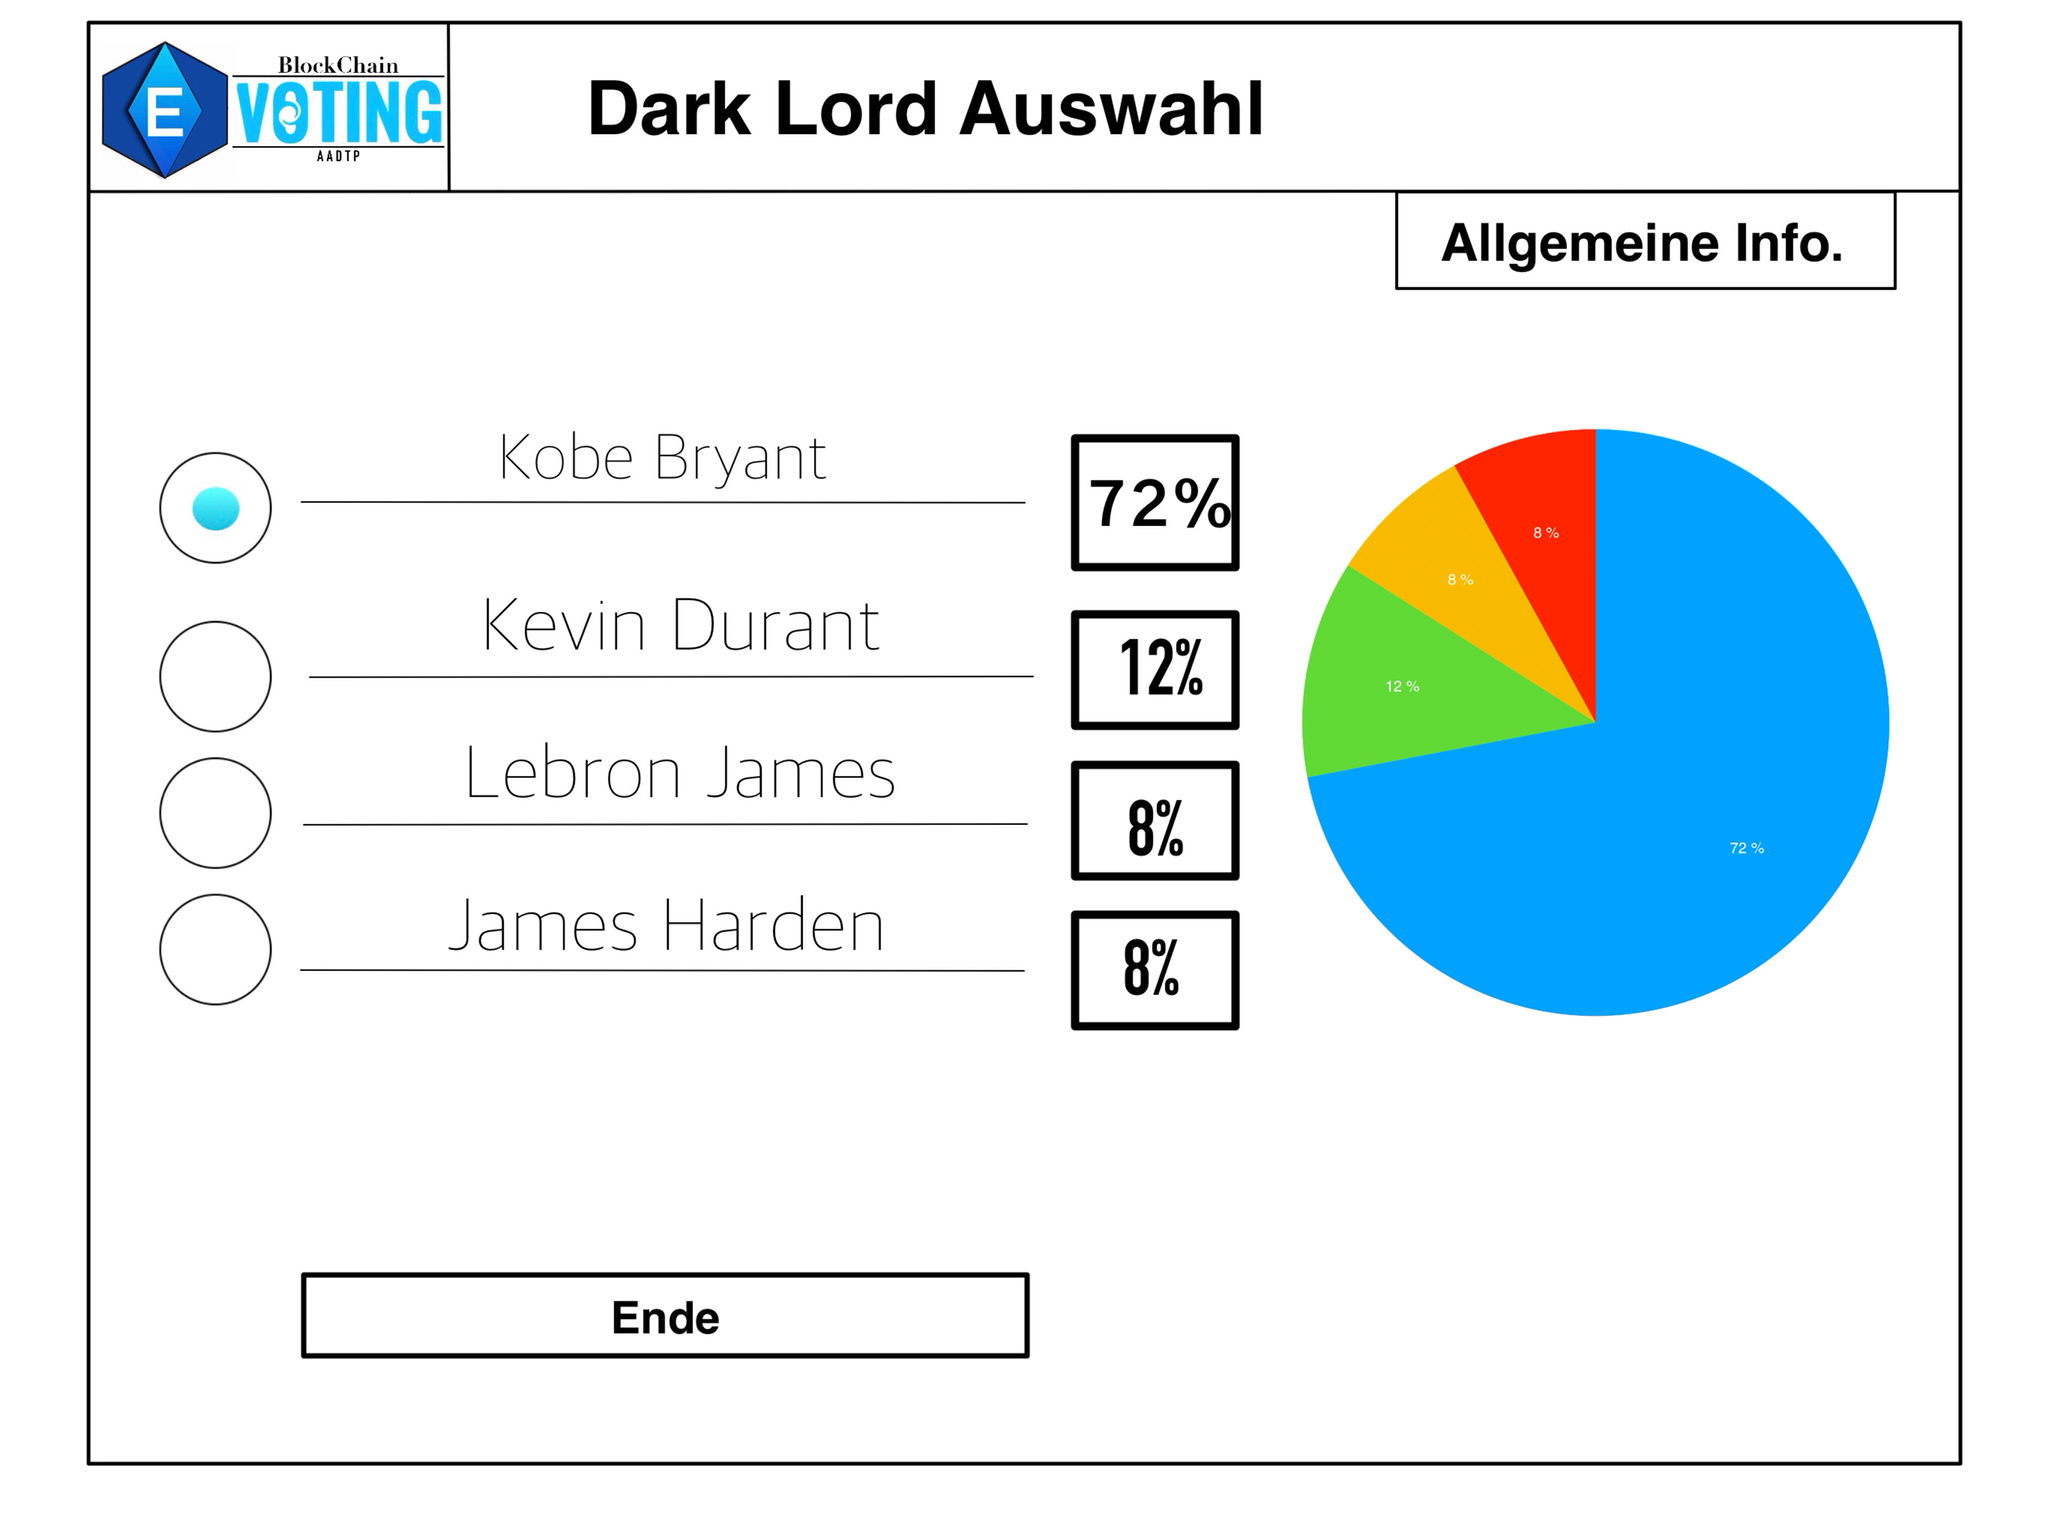 BlockChain
E VOTING
AADTP
Dark Lord Auswahl
Allgemeine Info.
Kobe Bryant 72%
Kevin Durant 12%
Lebron James 8%
James Harden 8%
8 %
8 %
12 %
72 %
Ende